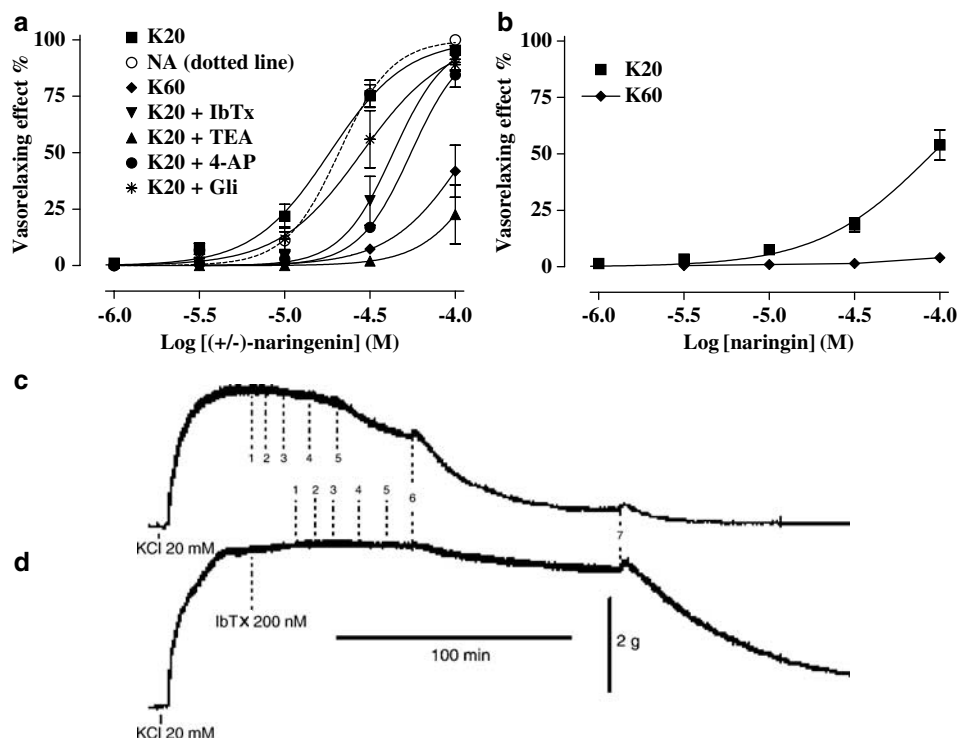 a
Vasorelaxing effect %
100
75
50
25
0
K20
NA (dotted line)
K60
K20 + IbTx
K20 + TEA
K20 + 4-AP
K20 + Gli
-6.0 -5.5 -5.0 -4.5 -4.0
Log [(+/-)-naringenin] (M)
b
Vasorelaxing effect %
100
75
50
25
0
K20
K60
-6.0 -5.5 -5.0 -4.5 -4.0
Log [naringin] (M)
c
1 2 3 4 5
1 2 3 4 5 6
7
KCl 20 mM
d
IbTX 200 nM
100 min
2 g
KCl 20 mM